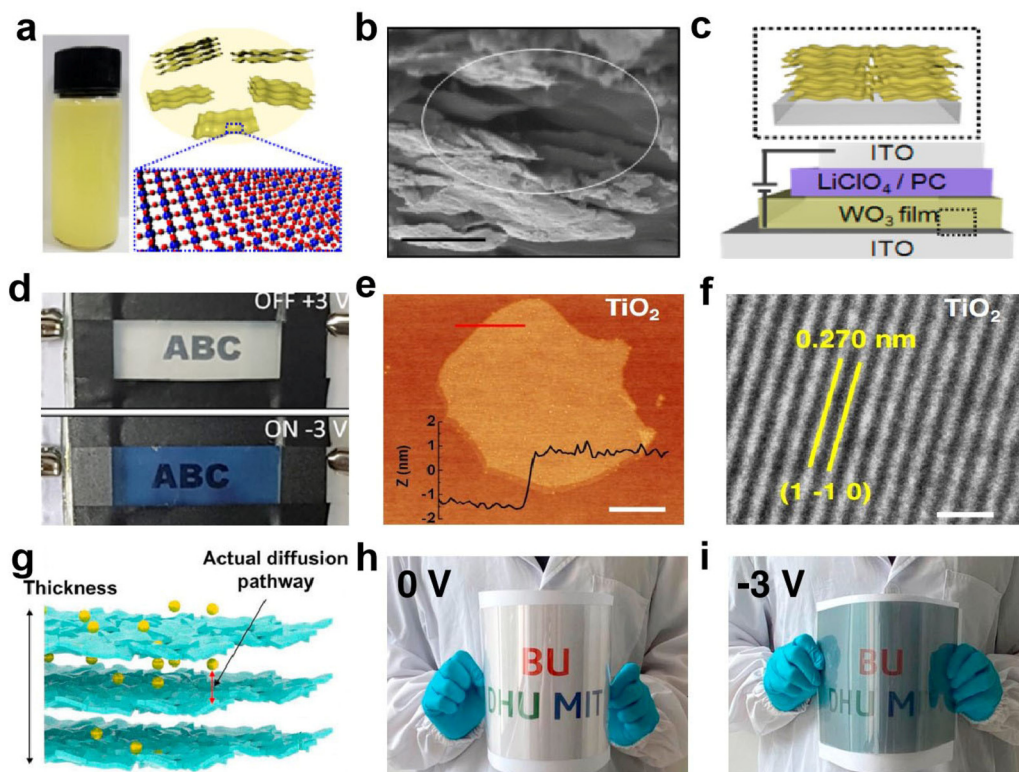 a
b
c
ITO
LiClO₄ / PC
WO₃ film
ITO
d
OFF +3 V
ABC
ON -3 V
ABC
e
TiO₂
2
1
0
-1
-2
Z (nm)
f
TiO₂
0.270 nm
(1 -1 0)
g
Thickness
Actual diffusion
pathway
h
0 V
BU
DHU MIT
i
-3 V
BU
DHU M